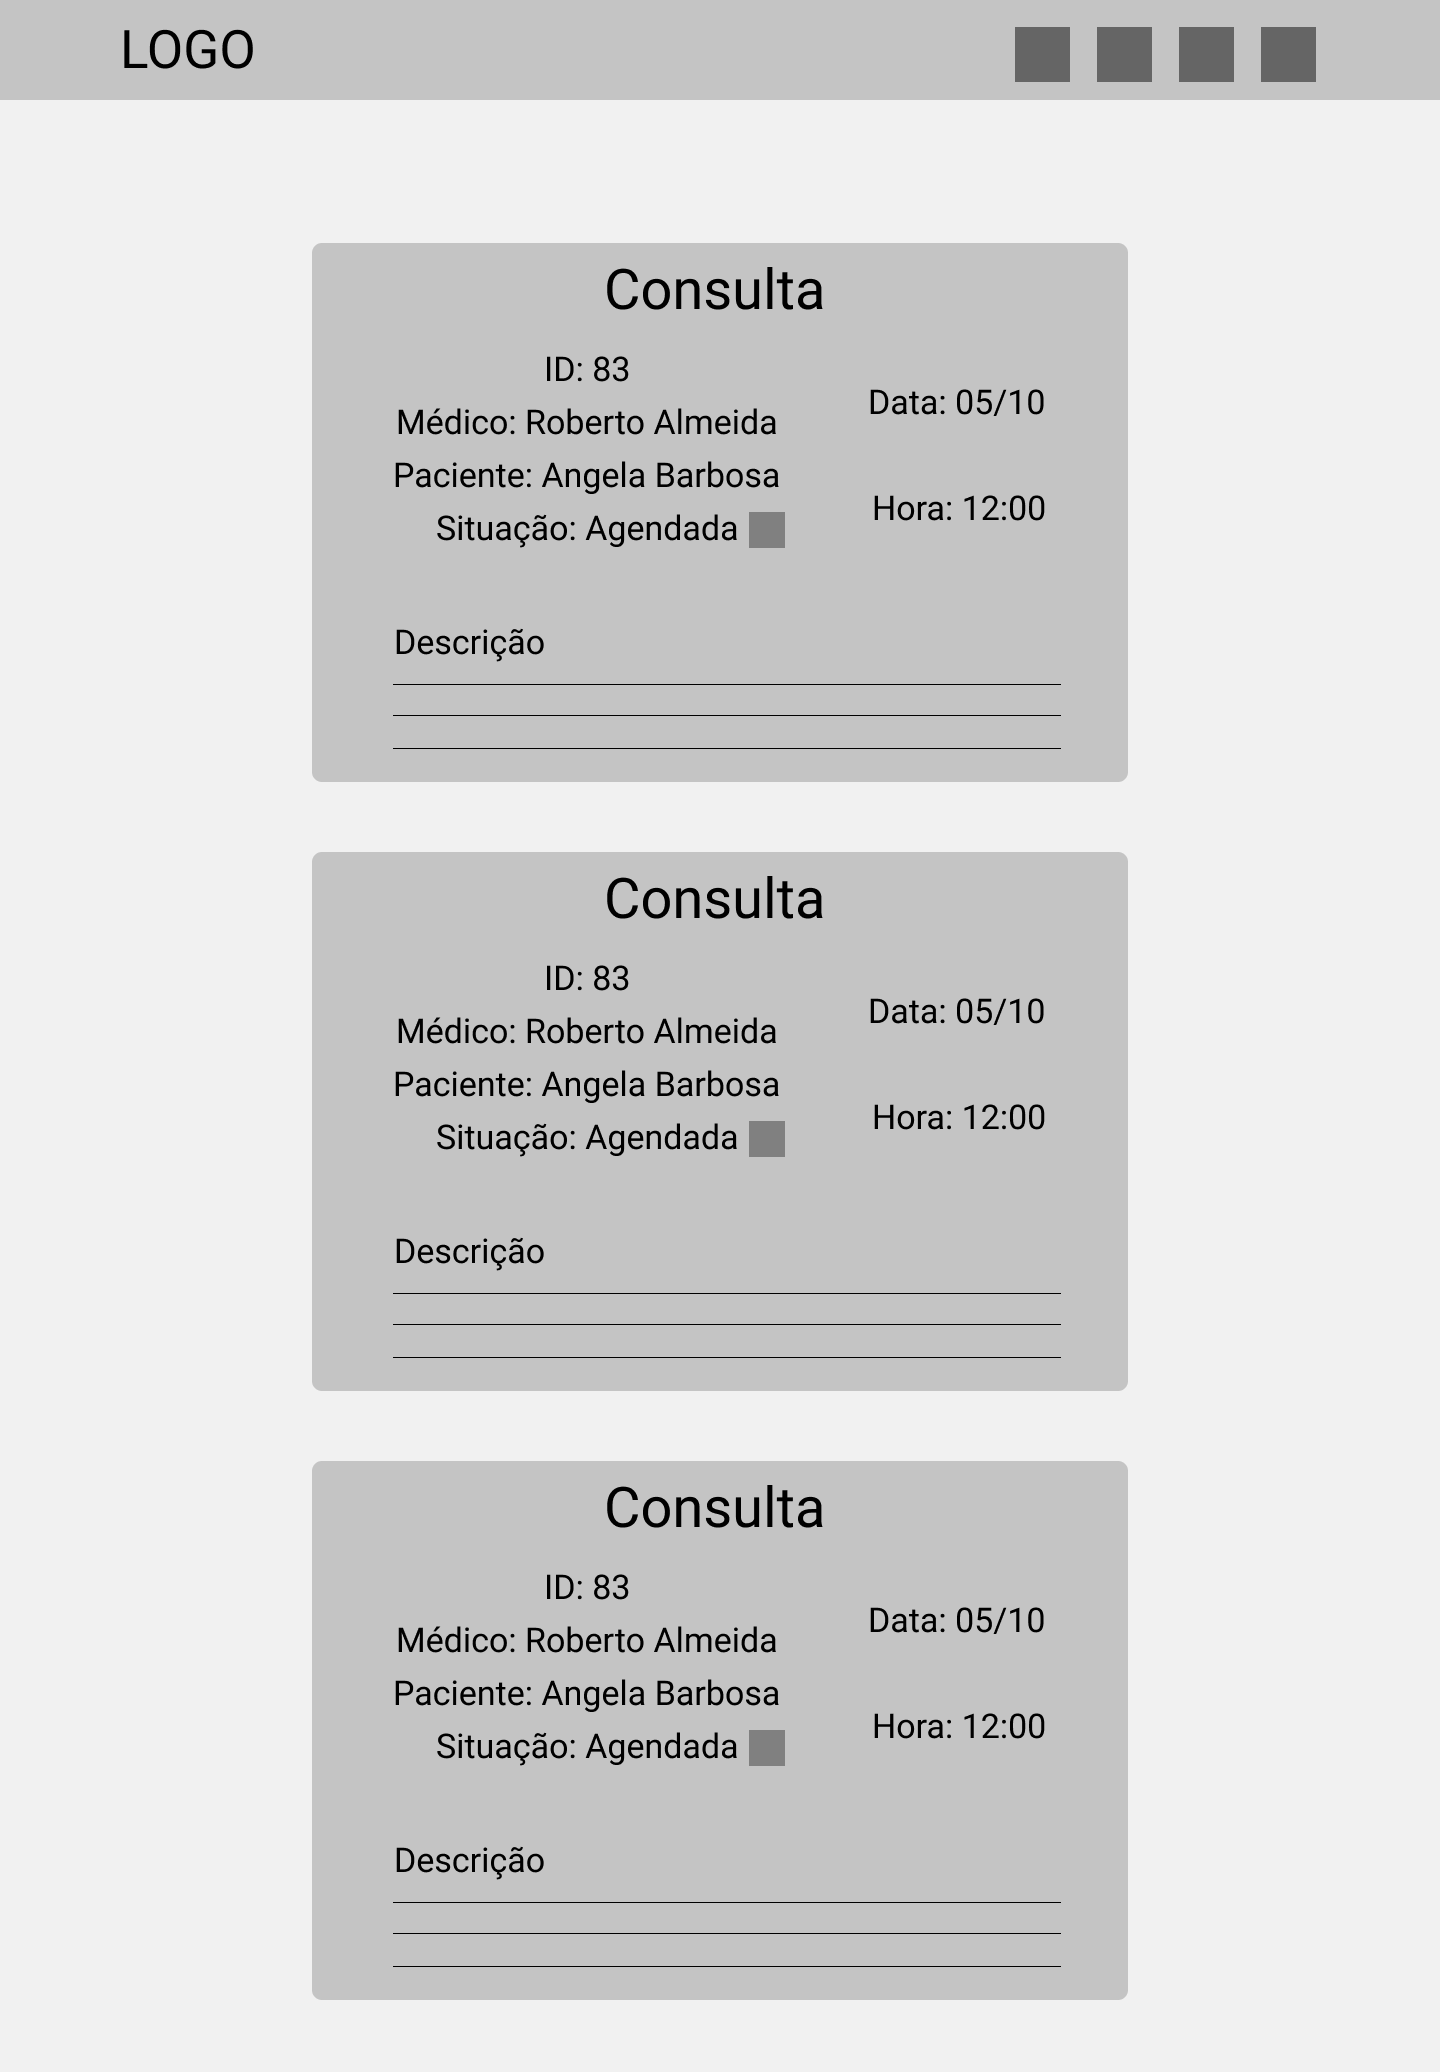 LOGO
Consulta
ID: 83
Médico: Roberto Almeida
Paciente: Angela Barbosa
Situação: Agendada
Data: 05/10
Hora: 12:00
Descrição
Consulta
ID: 83
Médico: Roberto Almeida
Paciente: Angela Barbosa
Situação: Agendada
Data: 05/10
Hora: 12:00
Descrição
Consulta
ID: 83
Médico: Roberto Almeida
Paciente: Angela Barbosa
Situação: Agendada
Data: 05/10
Hora: 12:00
Descrição